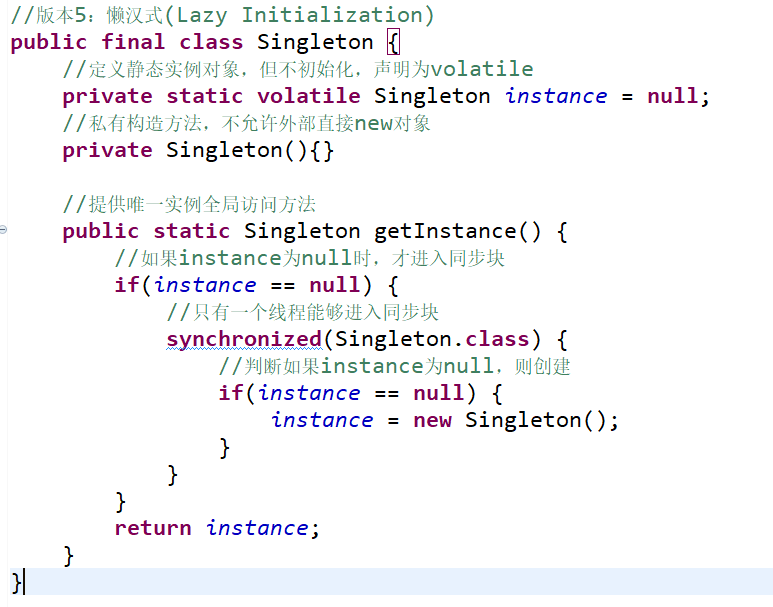 //版本5：懒汉式(Lazy Initialization)
public final class Singleton {
    //定义静态实例对象，但不初始化，声明为volatile
    private static volatile Singleton instance = null;
    //私有构造方法，不允许外部直接new对象
    private Singleton(){}

    //提供唯一实例全局访问方法
    public static Singleton getInstance() {
        //如果instance为null时，才进入同步块
        if(instance == null) {
            //只有一个线程能够进入同步块
            synchronized(Singleton.class) {
                //判断如果instance为null，则创建
                if(instance == null) {
                    instance = new Singleton();
                }
            }
        }
        return instance;
    }
}